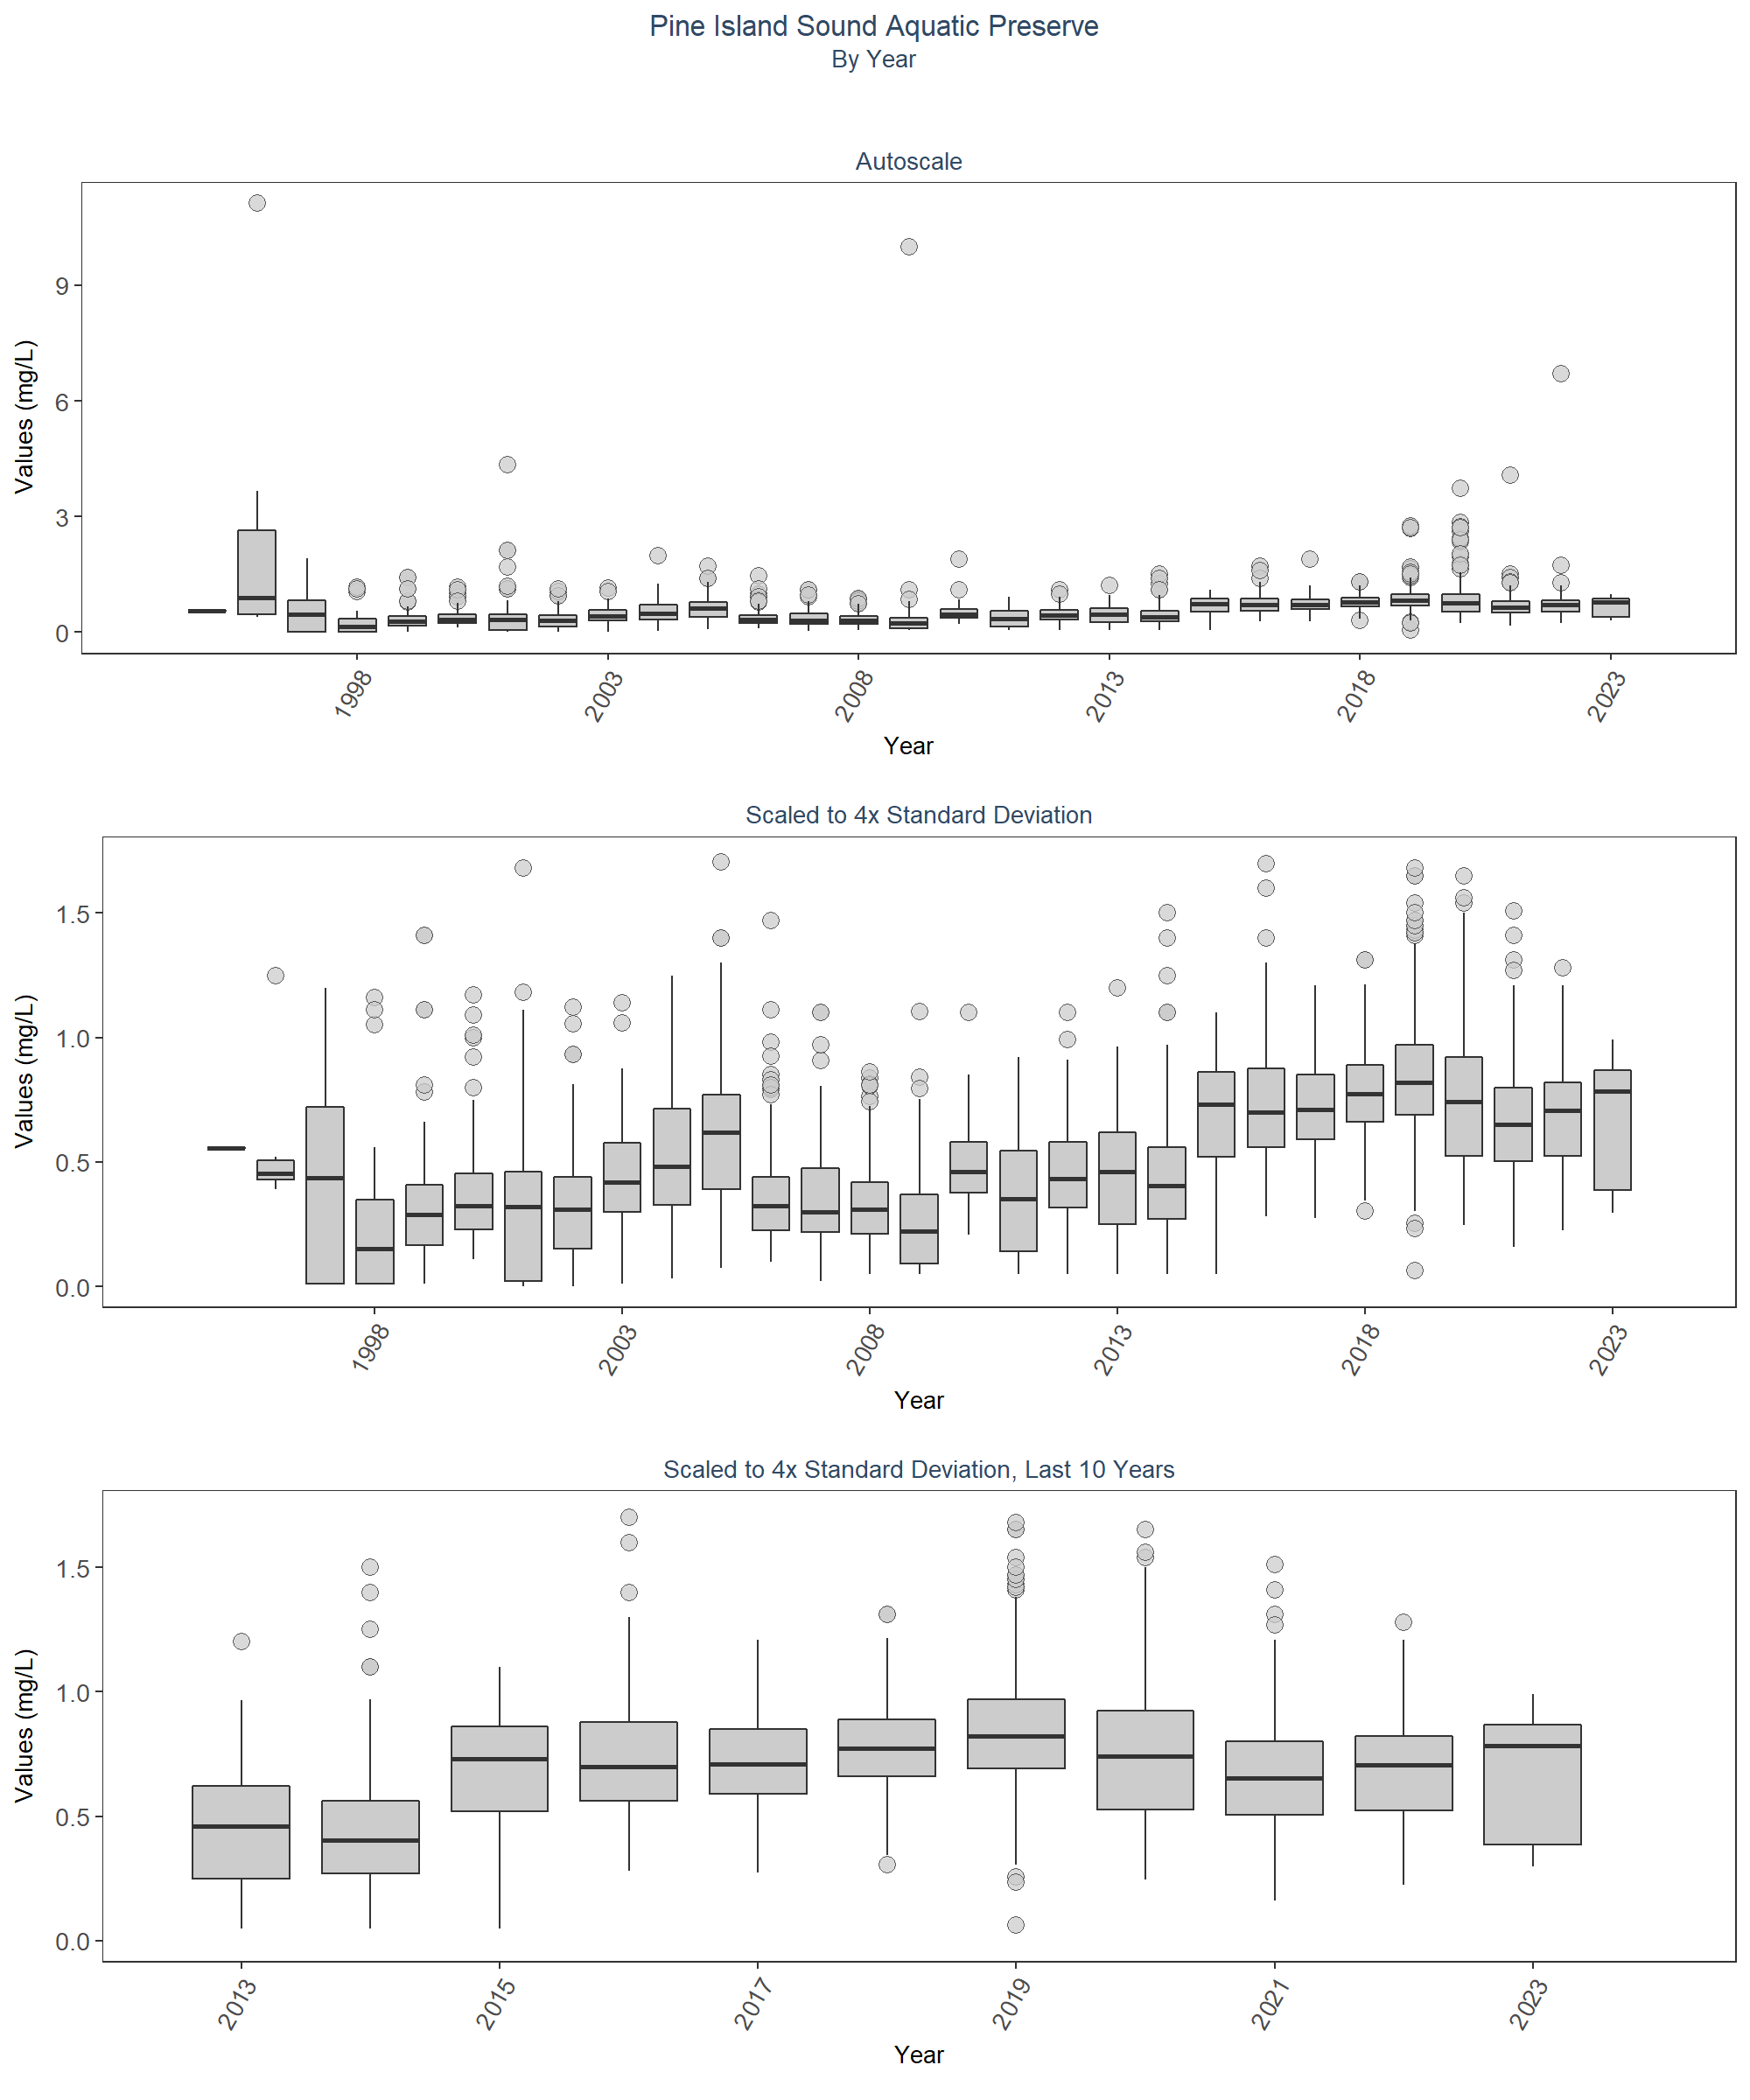 Pine Island Sound Aquatic Preserve
By Year
Autoscale
Values (mg/L)
9
6
3
0
1998 2003 2008 2013 2018 2023
Year
Scaled to 4x Standard Deviation
Values (mg/L)
1.5
1.0
0.5
0.0
1998 2003 2008 2013 2018 2023
Year
Scaled to 4x Standard Deviation, Last 10 Years
Values (mg/L)
1.5
1.0
0.5
0.0
2013 2015 2017 2019 2021 2023
Year